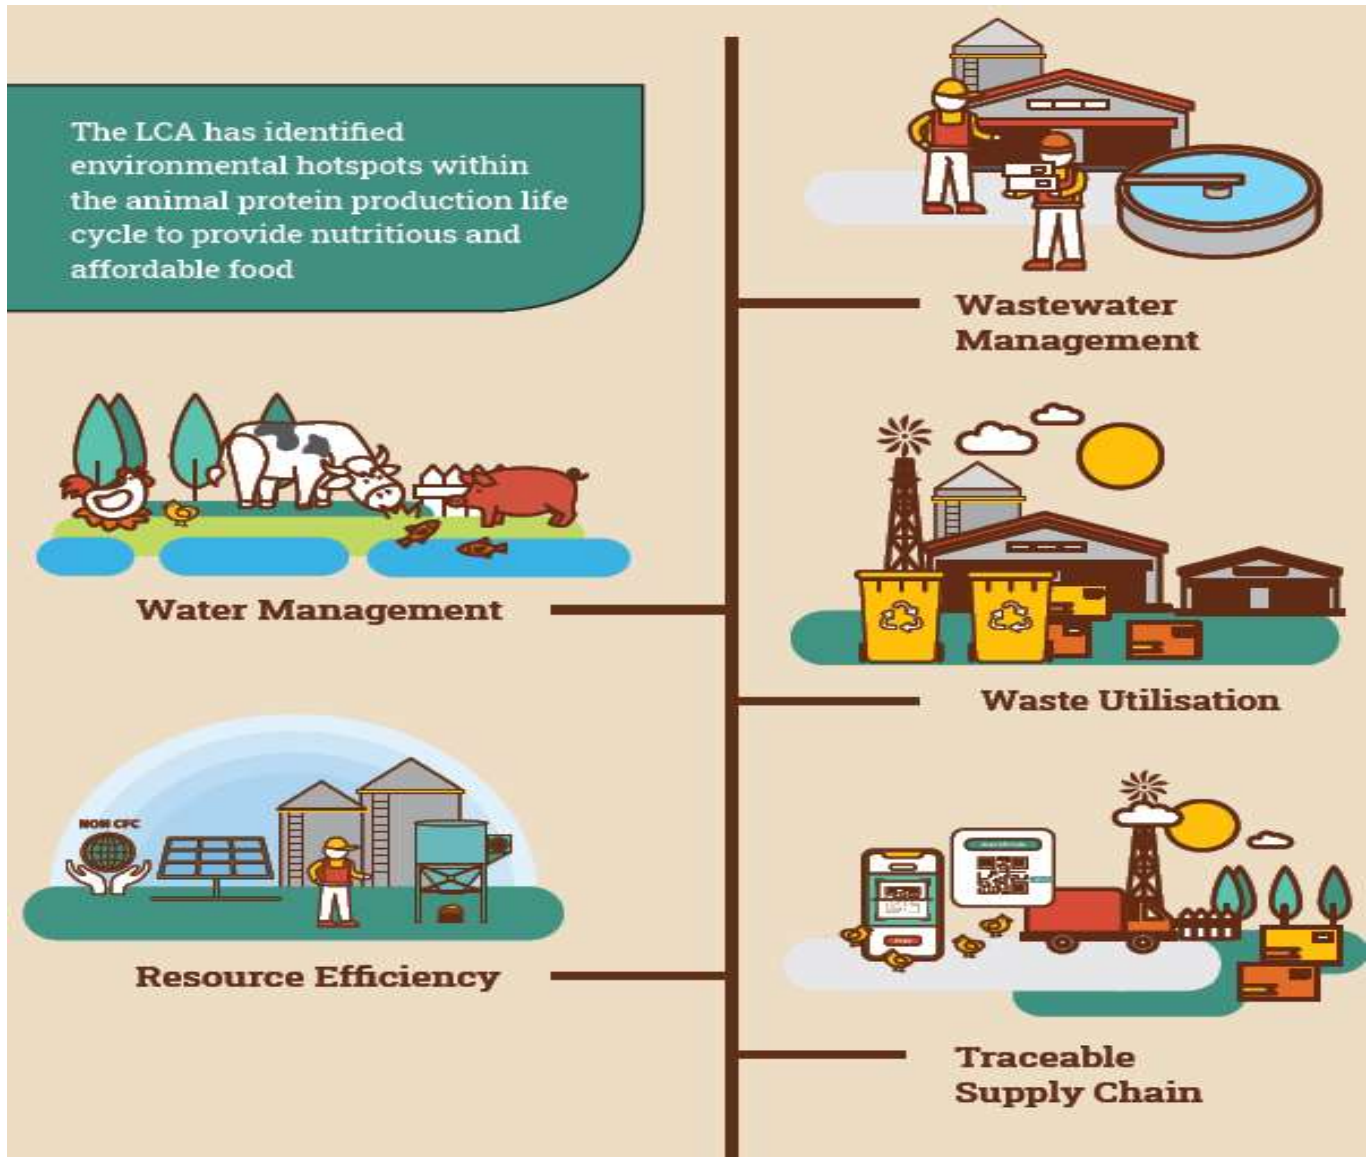 The LCA has identified
environmental hotspots within
the animal protein production life
cycle to provide nutritious and
affordable food
Wastewater
Management
Water Management
Waste Utilisation
NON CFC
Resource Efficiency
Traceable
Supply Chain